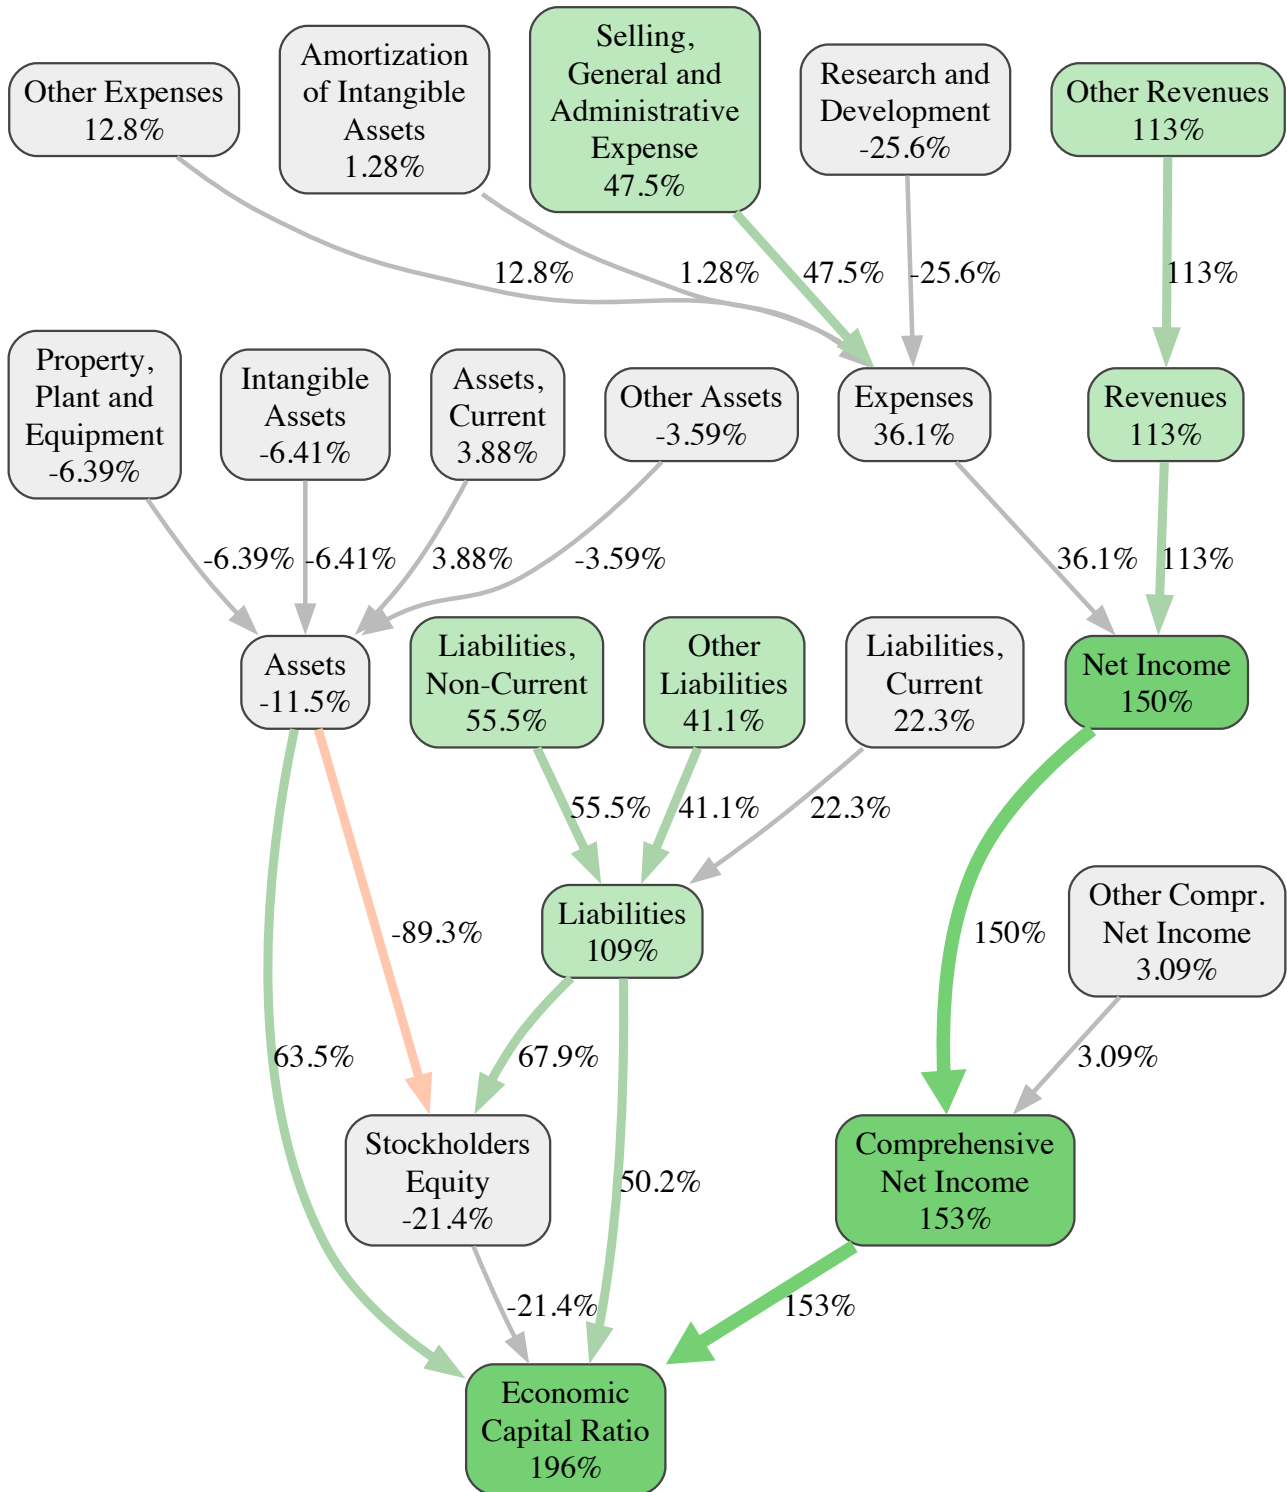 Other Expenses
12.8%
Amortization
of Intangible
Assets
1.28%
Selling,
General and
Administrative
Expense
47.5%
Research and
Development
-25.6%
Other Revenues
113%
12.8%
1.28%
47.5%
-25.6%
113%
Property,
Plant and
Equipment
-6.39%
Intangible
Assets
-6.41%
Assets,
Current
3.88%
Other Assets
-3.59%
Expenses
36.1%
Revenues
113%
-6.39%
-6.41%
3.88%
-3.59%
36.1%
113%
Assets
-11.5%
Liabilities,
Non-Current
55.5%
Other
Liabilities
41.1%
Liabilities,
Current
22.3%
Net Income
150%
55.5%
41.1%
22.3%
Liabilities
109%
-89.3%
150%
Other Compr.
Net Income
3.09%
63.5%
67.9%
3.09%
Stockholders
Equity
-21.4%
50.2%
Comprehensive
Net Income
153%
-21.4%
153%
Economic
Capital Ratio
196%